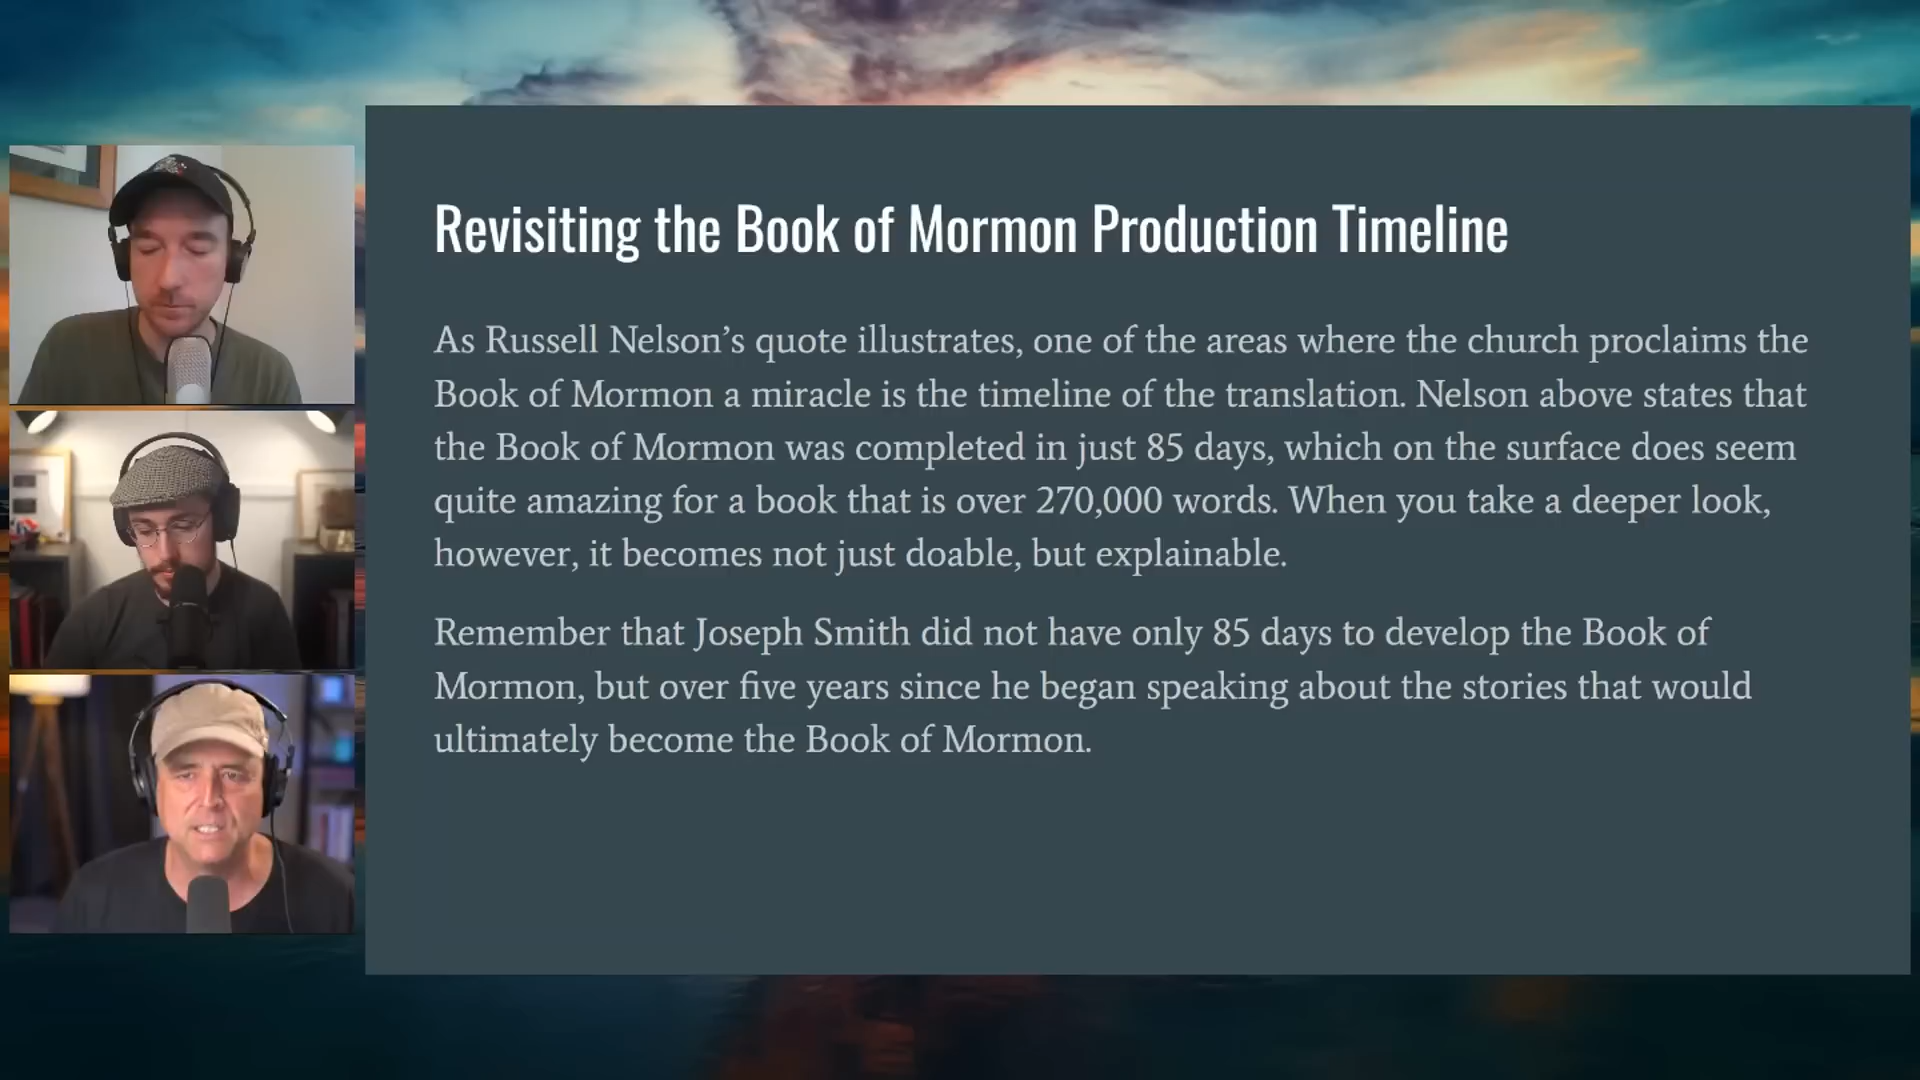 Revisiting the Book of Mormon Production Timeline
As Russell Nelson’s quote illustrates, one of the areas where the church proclaims the
Book of Mormon a miracle is the timeline of the translation. Nelson above states that
the Book of Mormon was completed in just 85 days, which on the surface does seem
quite amazing for a book that is over 270,000 words. When you take a deeper look,
however, it becomes not just doable, but explainable.
Remember that Joseph Smith did not have only 85 days to develop the Book of
Mormon, but over five years since he began speaking about the stories that would
ultimately become the Book of Mormon.